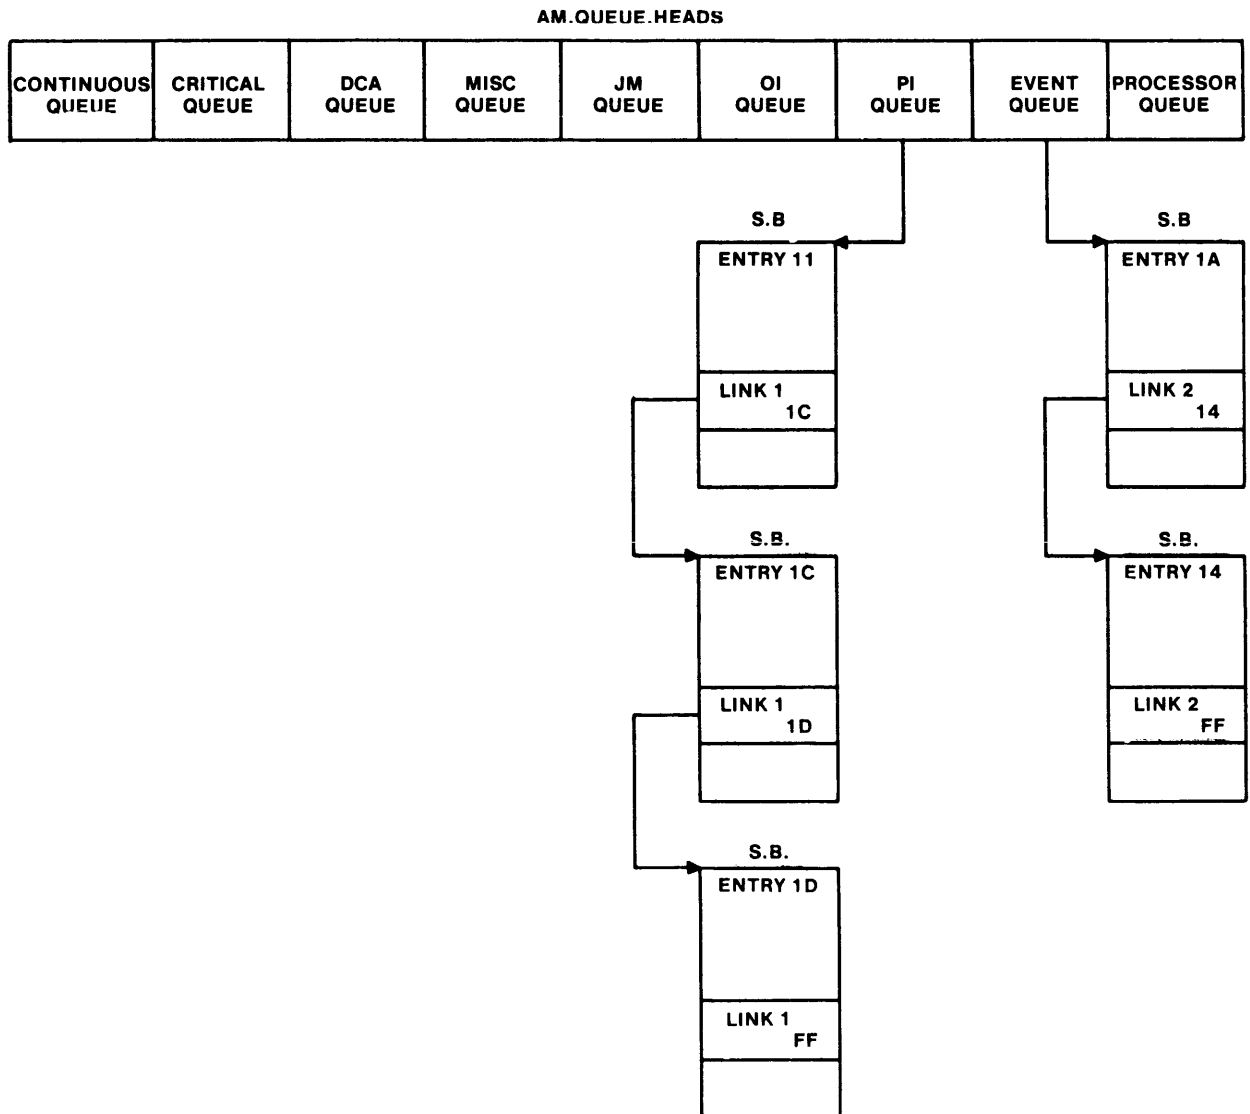 AM.QUEUE.HEADS
CONTINUOUS QUEUE
CRITICAL QUEUE
DCA QUEUE
MISC QUEUE
JM QUEUE
OI QUEUE
PI QUEUE
EVENT QUEUE
PROCESSOR QUEUE
S.B
ENTRY 11
LINK 1
1C
S.B.
ENTRY 1C
LINK 1
1D
S.B.
ENTRY 1D
LINK 1
FF
S.B
ENTRY 1A
LINK 2
14
S.B.
ENTRY 14
LINK 2
FF